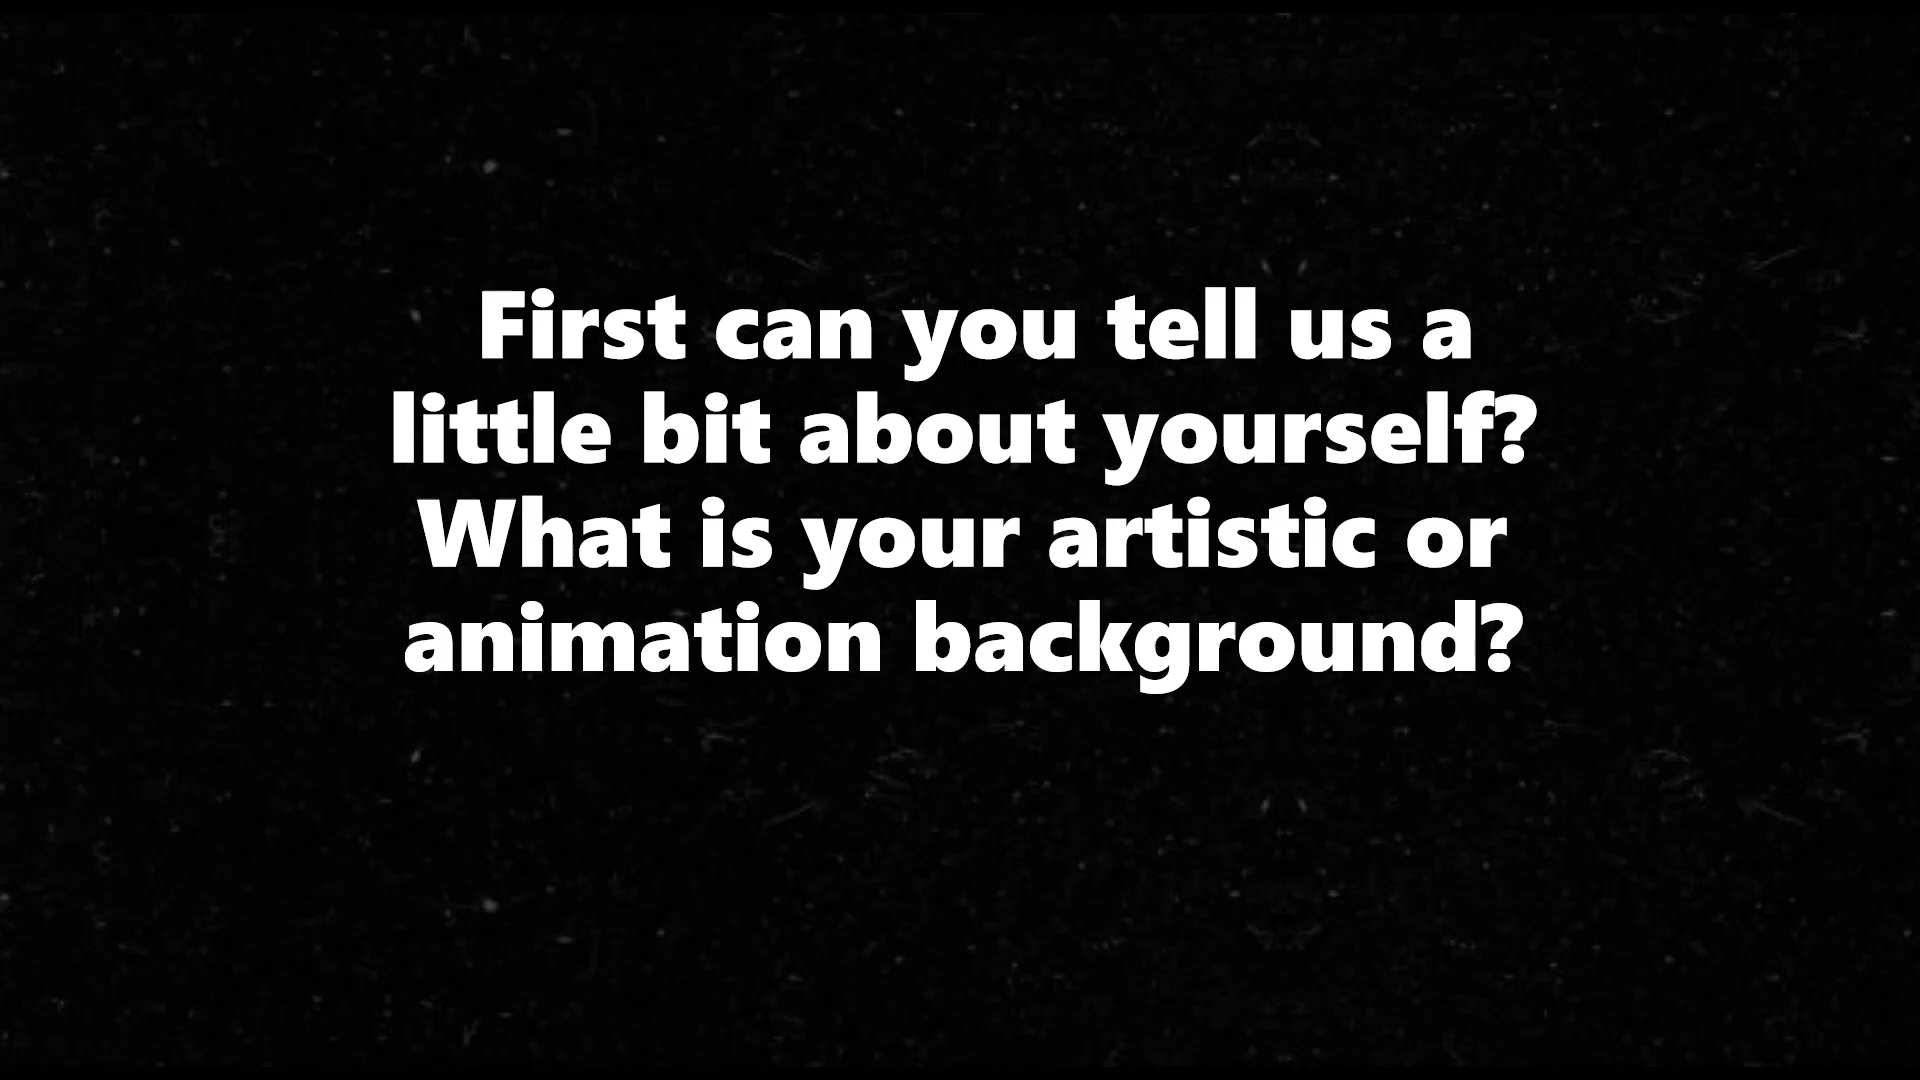 First can you tell us a
little bit about yourself?
What is your artistic or
animation background?